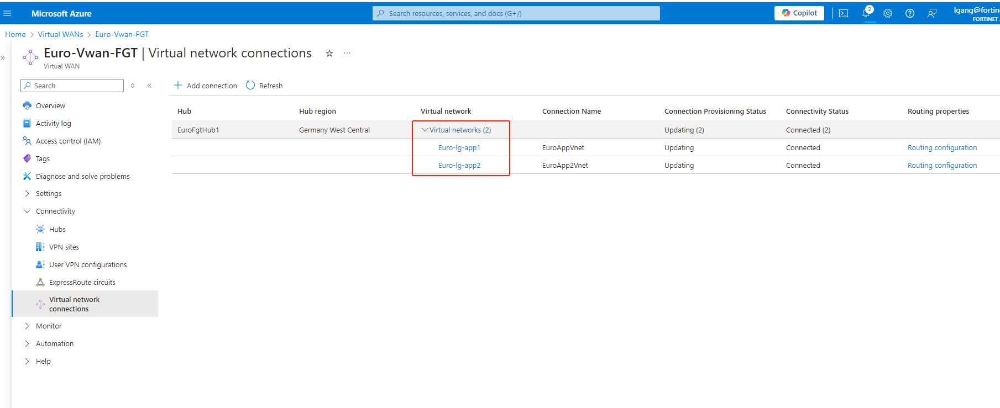 Microsoft Azure
Search resources, services, and docs (G+/)
Copilot
2
lgang@fortine
FORTINET
Home > Virtual WANs > Euro-Vwan-FGT
Euro-Vwan-FGT | Virtual network connections
Virtual WAN
Search
Add connection
Refresh
Overview
Activity log
Access control (IAM)
Tags
Diagnose and solve problems
Settings
Connectivity
Hubs
VPN sites
User VPN configurations
ExpressRoute circuits
Virtual network
connections
Monitor
Automation
Help
Hub Hub region Virtual network Connection Name Connection Provisioning Status Connectivity Status Routing properties
EuroFgtHub1 Germany West Central Virtual networks (2) Updating (2) Connected (2)
Euro-lg-app1 EuroAppVnet Updating Connected Routing configuration
Euro-lg-app2 EuroApp2Vnet Updating Connected Routing configuration